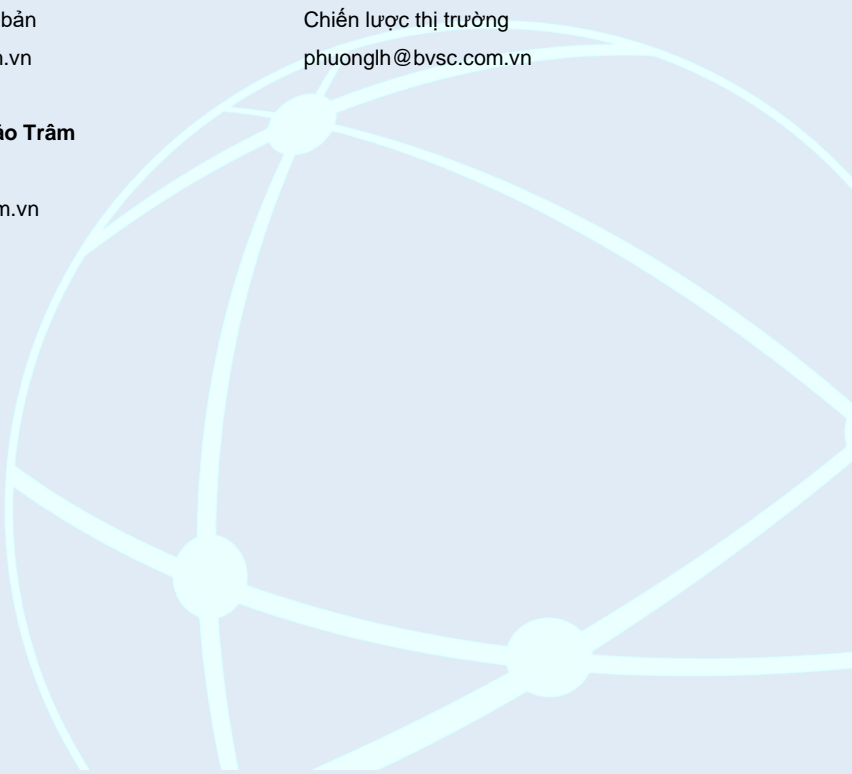 bản
Chiến lược thị trường
n.vn
phuonglh@bvsc.com.vn
ảo Trâm
m.vn